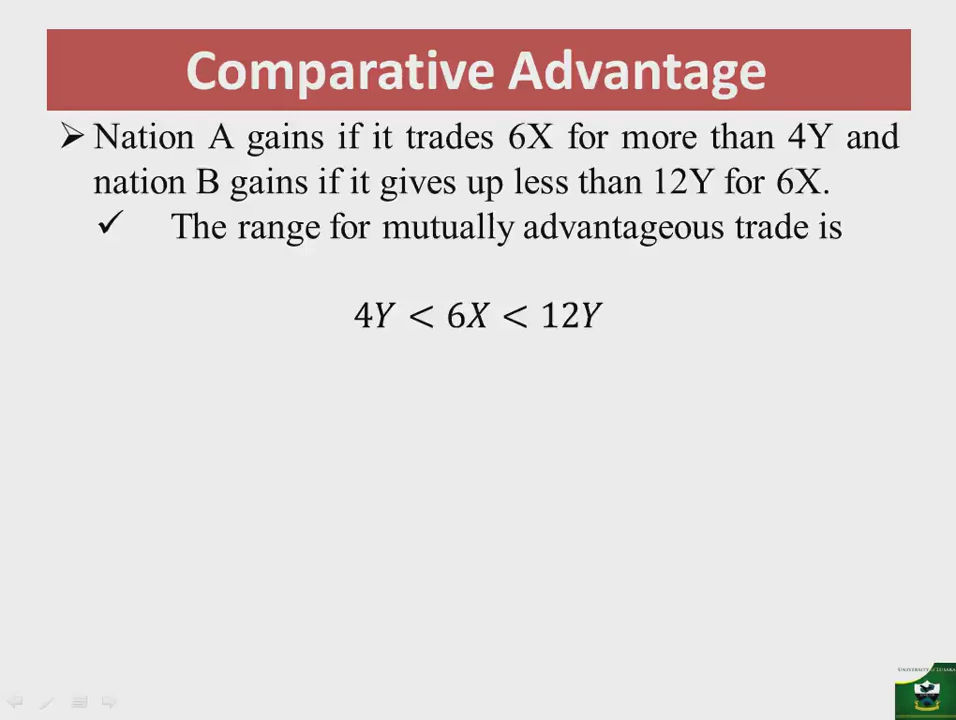 Comparative Advantage
➢ Nation A gains if it trades 6X for more than 4Y and
nation B gains if it gives up less than 12Y for 6X.
✓ The range for mutually advantageous trade is
4Y < 6X < 12Y